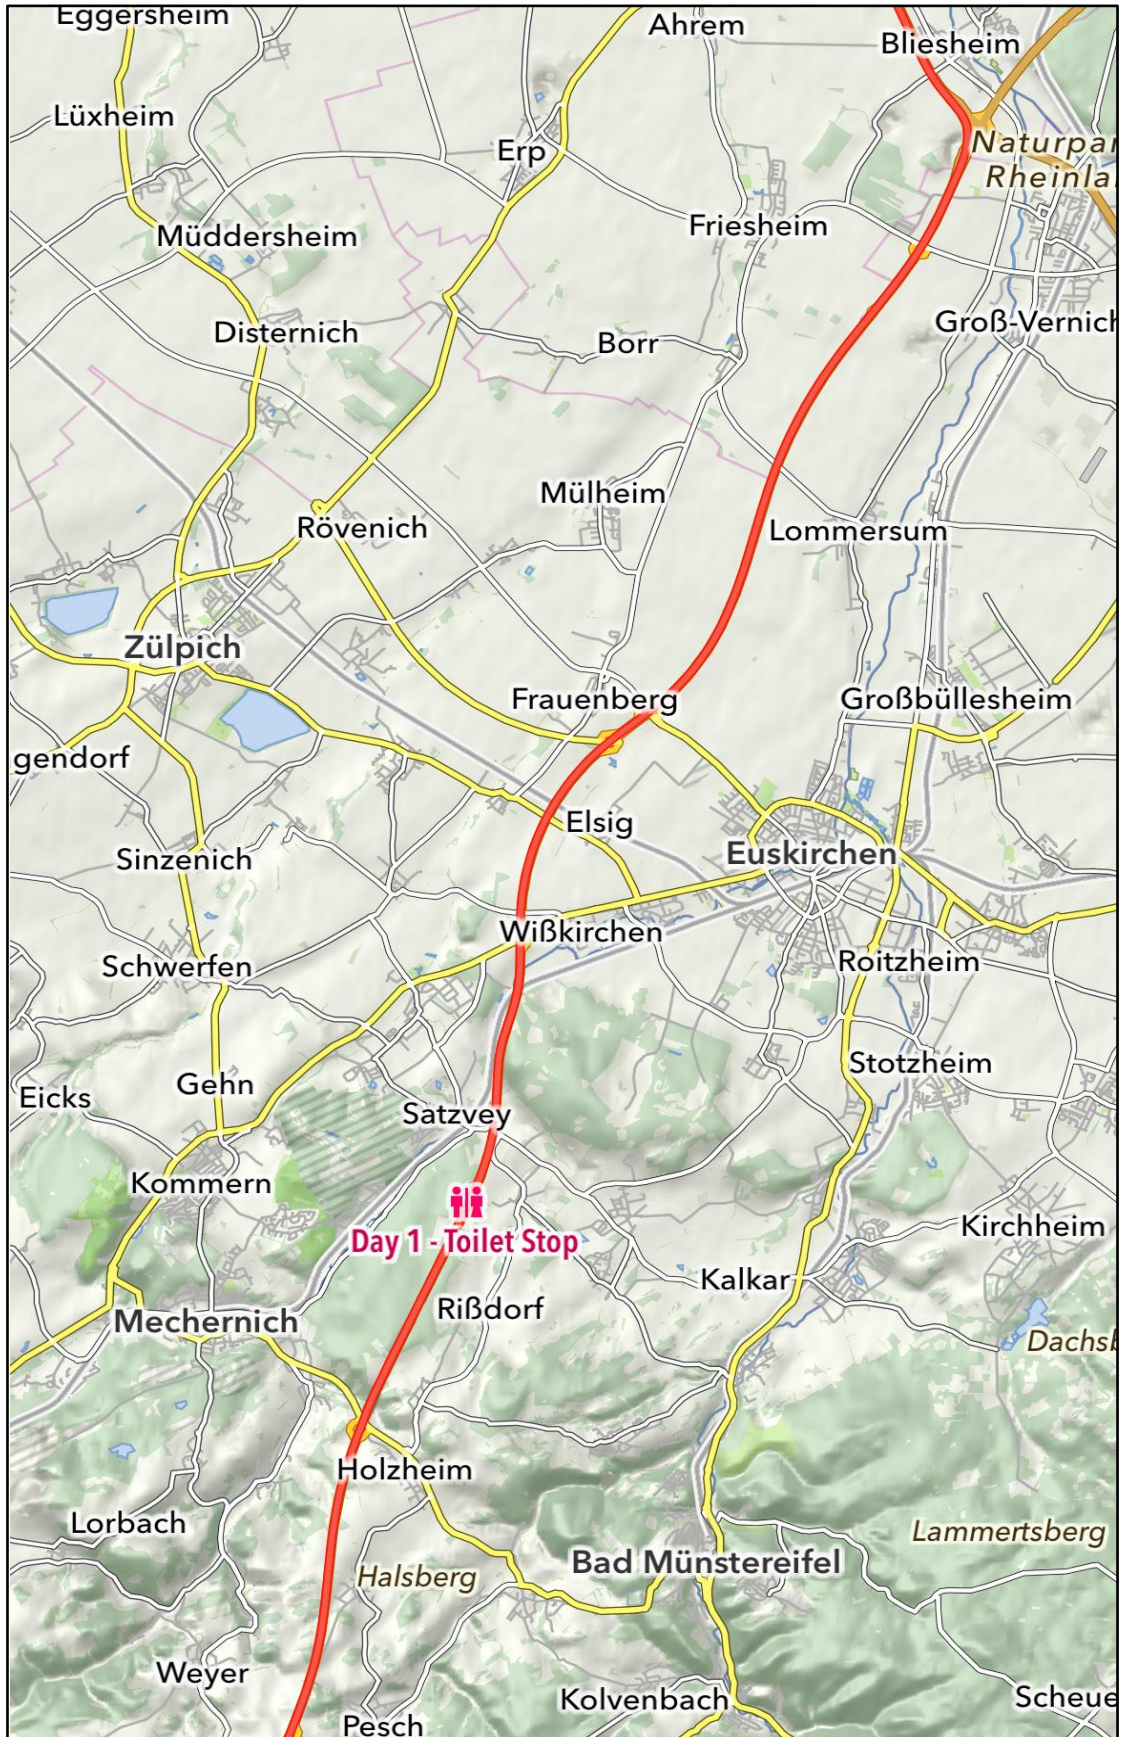 Eggersheim
Ahrem
Bliesheim
Lüxheim
Erp
Naturpar
Rheinla
Müddersheim
Friesheim
Disternich
Borr
Groß-Vernich
Mülheim
Rövenich
Lommersum
Zülpich
Frauenberg
Großbüllesheim
gendorf
Elsig
Euskirchen
Sinzenich
Wißkirchen
Schwerfen
Roitzheim
Stotzheim
Gehn
Eicks
Satzvey
Kommern
Day 1 - Toilet Stop
Kirchheim
Kalkar
Rißdorf
Mechernich
Dachsb
Holzheim
Lorbach
Lammertsberg
Halsberg
Bad Münstereifel
Weyer
Kolvenbach
Scheue
Pesch